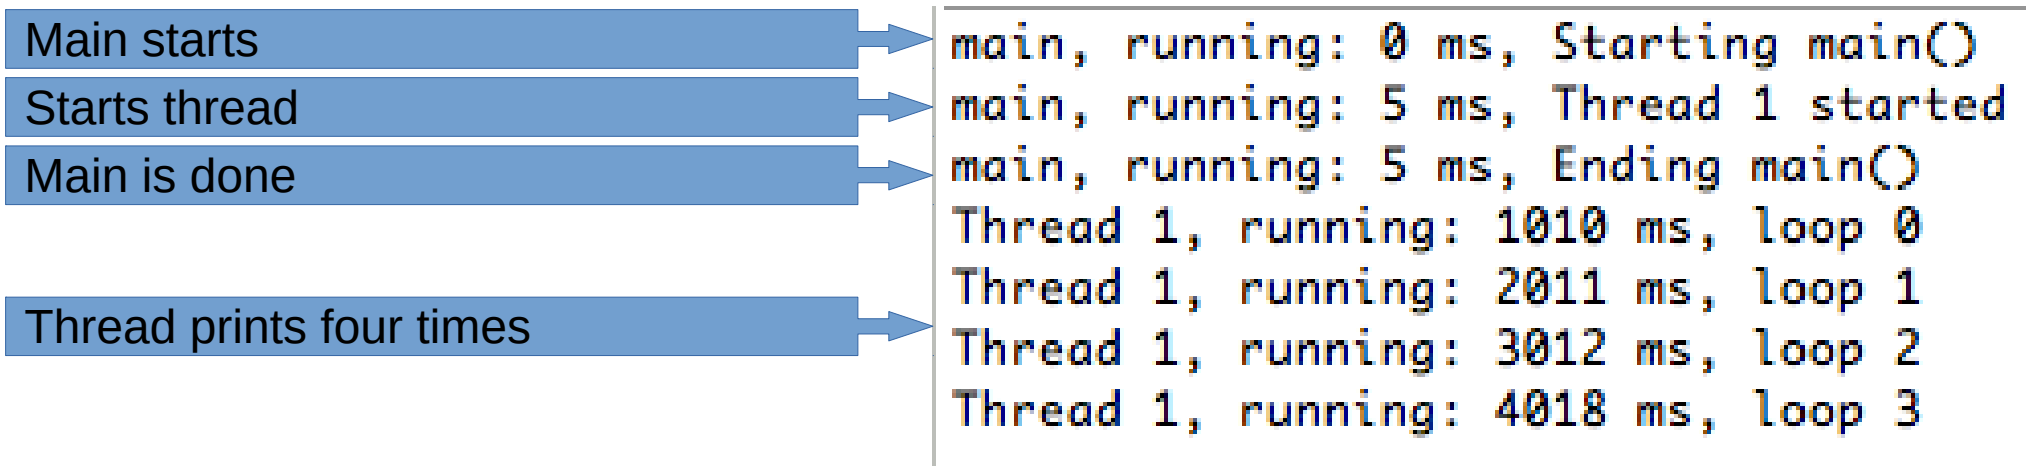 Main starts
main, running: 0 ms, Starting main()
Starts thread
main, running: 5 ms, Thread 1 started
Main is done
main, running: 5 ms, Ending main()
Thread 1, running: 1010 ms, loop 0
Thread 1, running: 2011 ms, loop 1
Thread prints four times
Thread 1, running: 3012 ms, loop 2
Thread 1, running: 4018 ms, loop 3